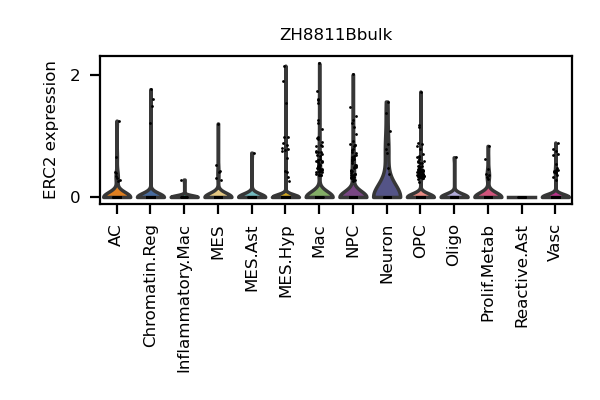 ZH8811Bbulk
ERC2 expression
2
0
AC
Chromatin.Reg
Inflammatory.Mac
MES
MES.Ast
MES.Hyp
Mac
NPC
Neuron
OPC
Oligo
Prolif.Metab
Reactive.Ast
Vasc